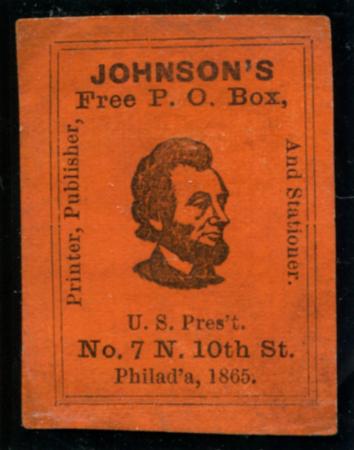 JOHNSON'S
Free P. O. Box,
Printer, Publisher,
And Stationer.
U. S. Pres't.
No. 7 N. 10th St.
Philad'a, 1865.